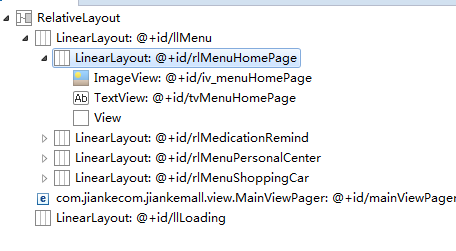 RelativeLayout
LinearLayout: @+id/llMenu
LinearLayout: @+id/rlMenuHomePage
ImageView: @+id/iv_menuHomePage
Ab TextView: @+id/tvMenuHomePage
View
LinearLayout: @+id/rlMedicationRemind
LinearLayout: @+id/rlMenuPersonalCenter
LinearLayout: @+id/rlMenuShoppingCar
e com.jiankecom.jiankemall.view.MainViewPager: @+id/mainViewPager
LinearLayout: @+id/llLoading